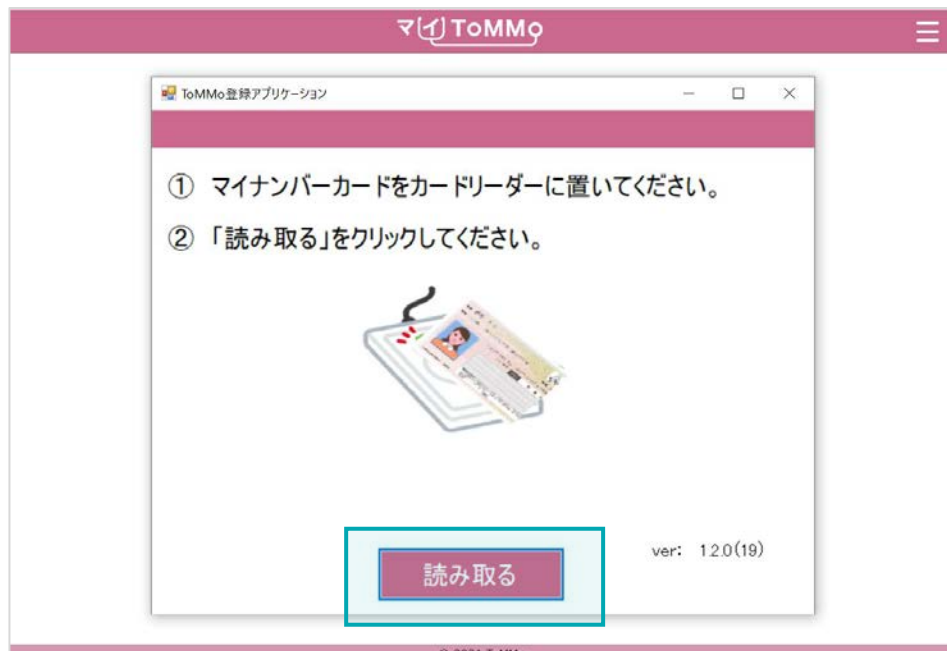 マイToMMo
ToMMo登録アプリケーション
① マイナンバーカードをカードリーダーに置いてください。
② 「読み取る」をクリックしてください。
ver: 1.2.0(19)
読み取る